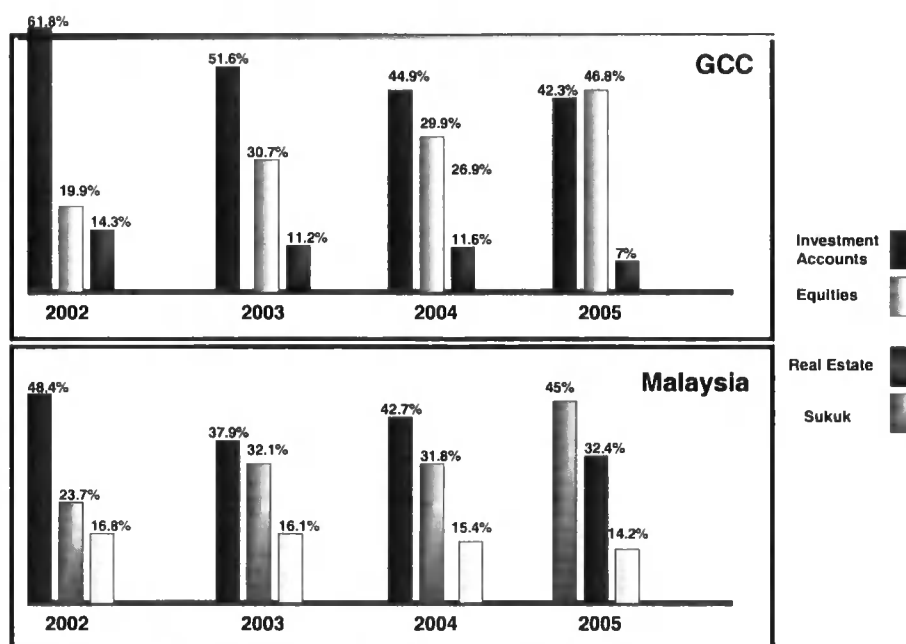 61.8%
GCC
51.6%
44.9%
42.3% 46.8%
29.9%
30.7%
26.9%
19.9%
14.3%
11.2%
11.6%
7%
2002 2003 2004 2005
Investment
Accounts
Equities
Real Estate
Sukuk
Malaysia
48.4%
45%
42.7%
37.9%
32.1%
31.8%
32.4%
23.7%
16.8%
16.1%
15.4%
14.2%
2002 2003 2004 2005